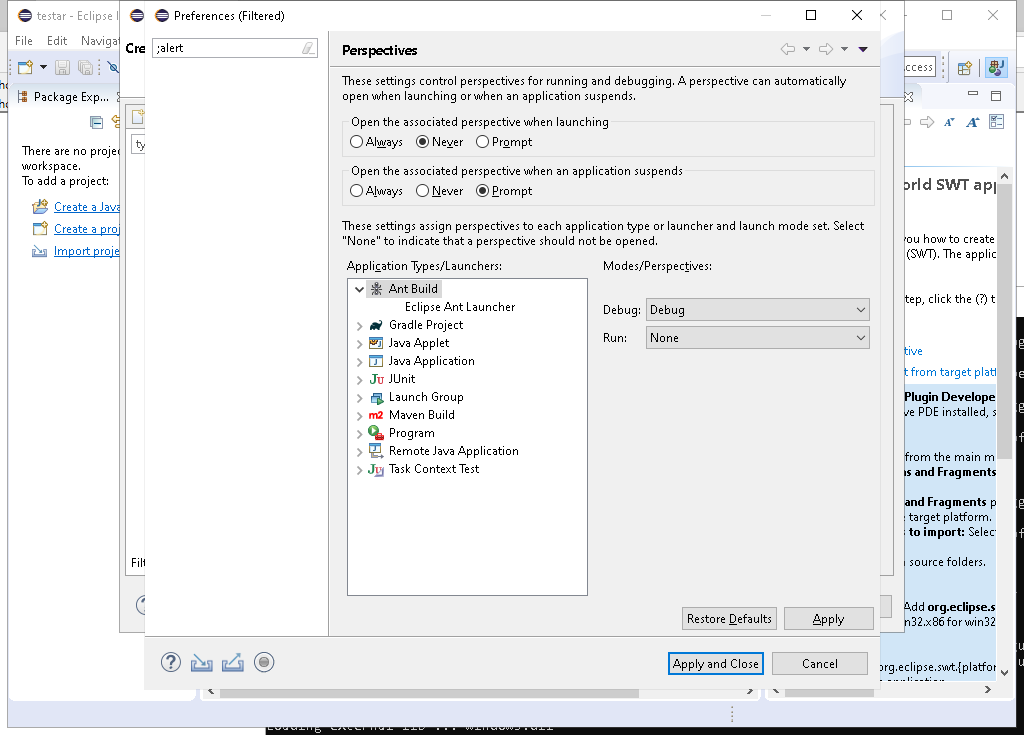 testar - Eclipse I
Preferences (Filtered)
File Edit Navigat
Cre
;alert
Perspectives
ccess
Package Exp...
These settings control perspectives for running and debugging. A perspective can automatically
open when launching or when an application suspends.
Open the associated perspective when launching
Always Never Prompt
There are no projec
workspace.
To add a project:
Create a Java
Create a proj
Import proje
ty
Open the associated perspective when an application suspends
Always Never Prompt
orld SWT app
These settings assign perspectives to each application type or launcher and launch mode set. Select
"None" to indicate that a perspective should not be opened.
you how to create
(SWT). The applic
Application Types/Launchers:
Modes/Perspectives:
Ant Build
Eclipse Ant Launcher
Gradle Project
Java Applet
Java Application
JUnit
Launch Group
Maven Build
Program
Remote Java Application
Task Context Test
Debug: Debug
Run: None
tep, click the (?) t
tive
t from target platf
Plugin Develope
ve PDE installed, s
from the main m
ns and Fragments
and Fragments p
target platform.
to import: Selec
source folders.
Filt
Add org.eclipse.s
n32.x86 for win32
Restore Defaults
Apply
Apply and Close
Cancel
org.eclipse.swt.{platfor
application
Loading external lib ... windows.dll